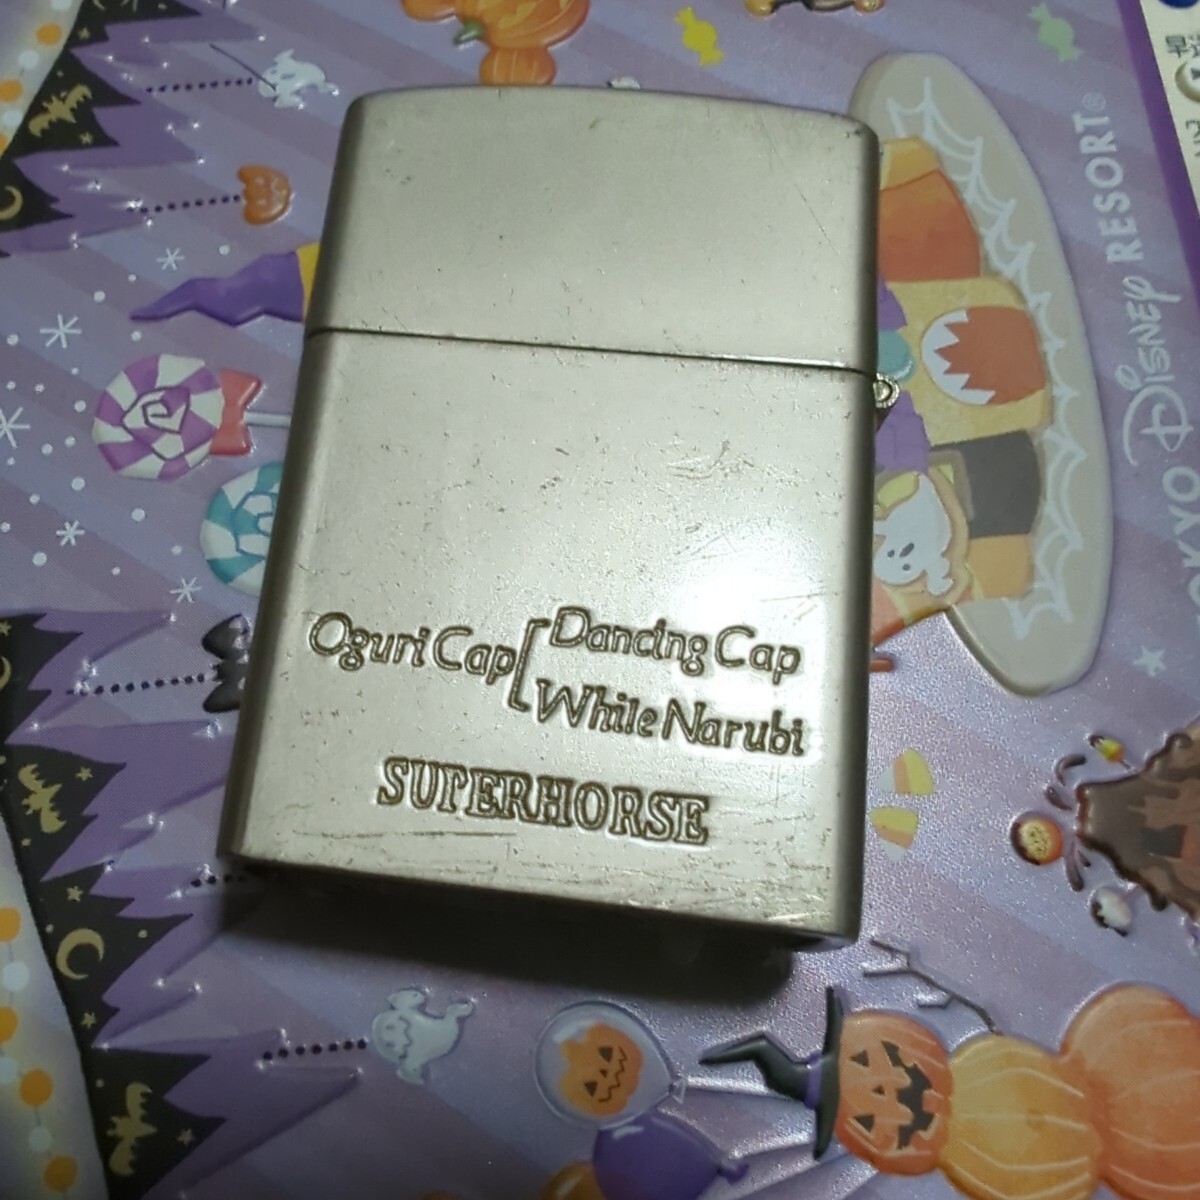 Oguri Cap
Dancing Cap
While Narubi
SUPERHORSE
TOKYO DISNEY RESORT®